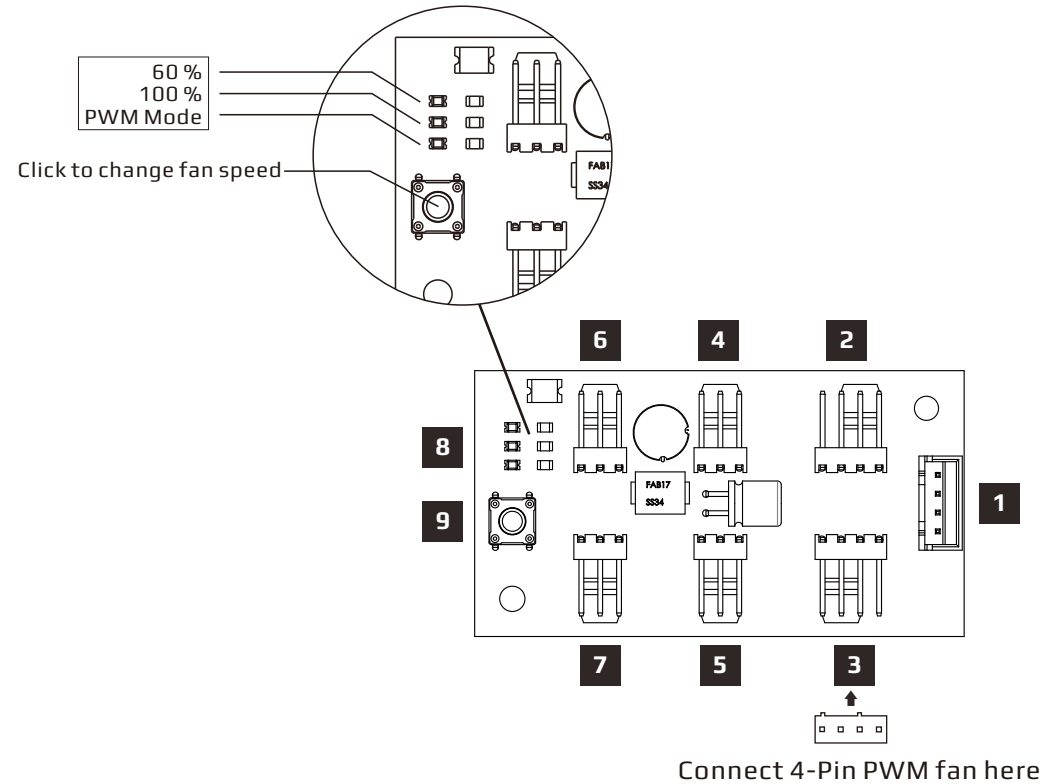 60 %
100 %
PWM Mode
Click to change fan speed
FAB1
SS34
6
4
2
8
FAB17
SS34
1
9
7
5
3
Connect 4-Pin PWM fan here